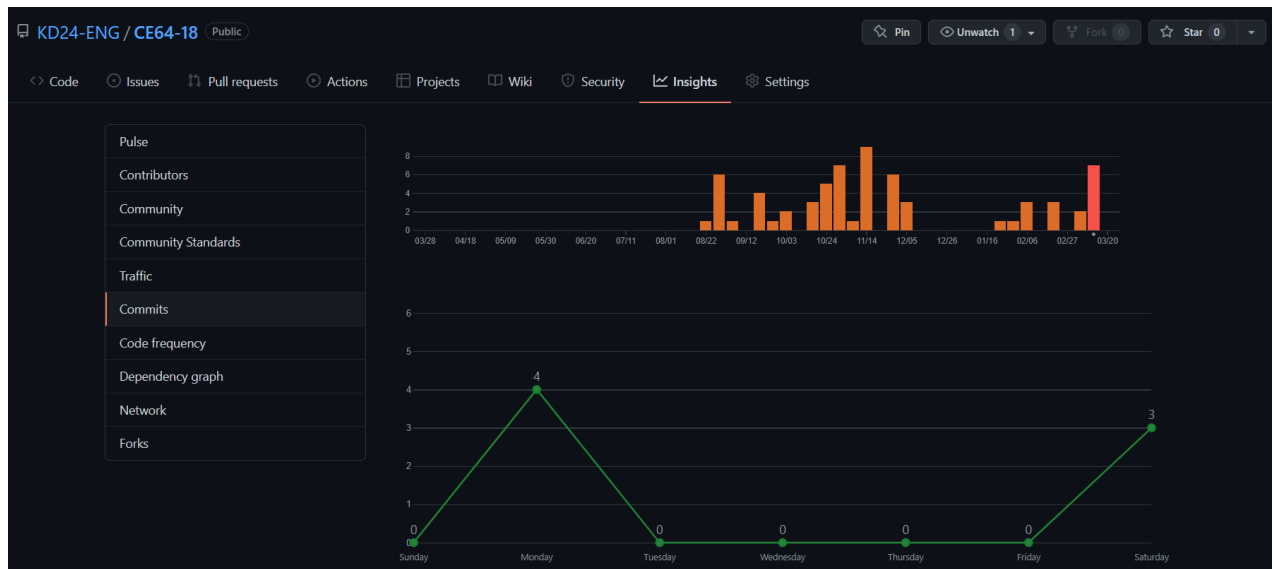 KD24-ENG / CE64-18 Public
Pin Unwatch 1 Fork 0 Star 0
Code Issues Pull requests Actions Projects Wiki Security Insights Settings
Pulse
Contributors
Community
Community Standards
Traffic
Commits
Code frequency
Dependency graph
Network
Forks
8
6
4
2
0
03/28 04/18 05/09 05/30 06/20 07/11 08/01 08/22 09/12 10/03 10/24 11/14 12/05 12/26 01/16 02/06 02/27 03/20
6
5
4
3
2
1
0
0 4 0 0 0 0 3
Sunday Monday Tuesday Wednesday Thursday Friday Saturday